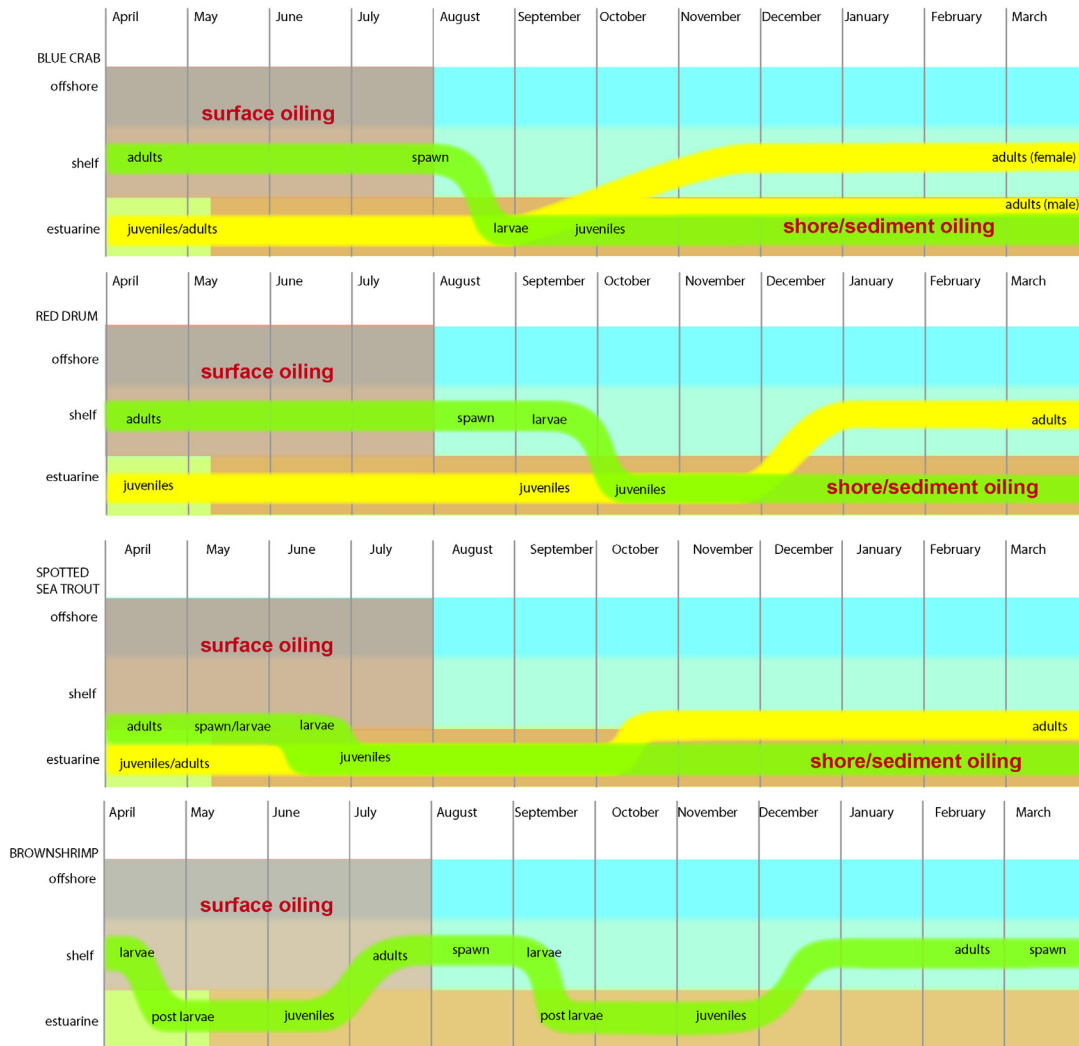 April May June July August September October November December January February March
BLUE CRAB
offshore
surface oiling
shelf adults spawn adults (female)
adults (male)
estuarine juveniles/adults larvae juveniles shore/sediment oiling
April May June July August September October November December January February March
RED DRUM
offshore
surface oiling
shelf adults spawn larvae adults
estuarine
juveniles juveniles juveniles shore/sediment oiling
April May June July August September October November December January February March
SPOTTED
SEA TROUT
offshore
surface oiling
shelf
adults spawn/larvae larvae adults
estuarine juveniles/adults juveniles shore/sediment oiling
April May June July August September October November December January February March
BROWNSHRIMP
offshore
surface oiling
shelf larvae adults spawn larvae adults spawn
estuarine post larvae juveniles post larvae juveniles